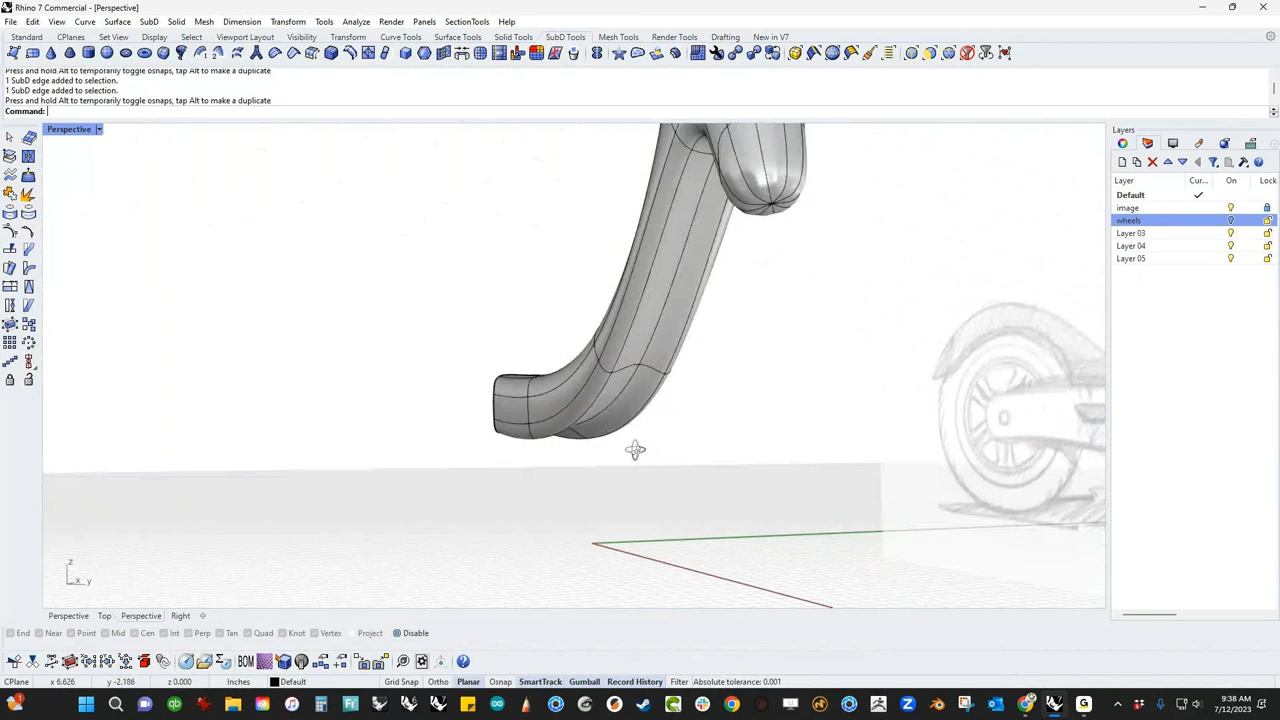 Rhino 7 Commercial - [Perspective]
File Edit View Curve Surface SubD Solid Mesh Dimension Transform Tools Analyze Render Panels SectionTools Help
Standard CPlanes Set View Display Select Viewport Layout Visibility Transform Curve Tools Surface Tools Solid Tools SubD Tools Mesh Tools Render Tools Drafting New in V7
Press and hold Alt to temporarily toggle osnaps, tap Alt to make a duplicate
1 SubD edge added to selection.
1 SubD edge added to selection.
Press and hold Alt to temporarily toggle osnaps, tap Alt to make a duplicate
Command:
Perspective
Layers
Layer Cur... On Lock
Default
image
wheels
Layer 03
Layer 04
Layer 05
z
x y
Perspective Top Perspective Right
End Near Point Mid Cen Int Perp Tan Quad Knot Vertex Project Disable
BOM
CPlane x 6.626 y -2.186 z 0.000 Inches Default Grid Snap Ortho Planar Osnap SmartTrack Gumball Record History Filter Absolute tolerance: 0.001
9:38 AM
7/12/2023